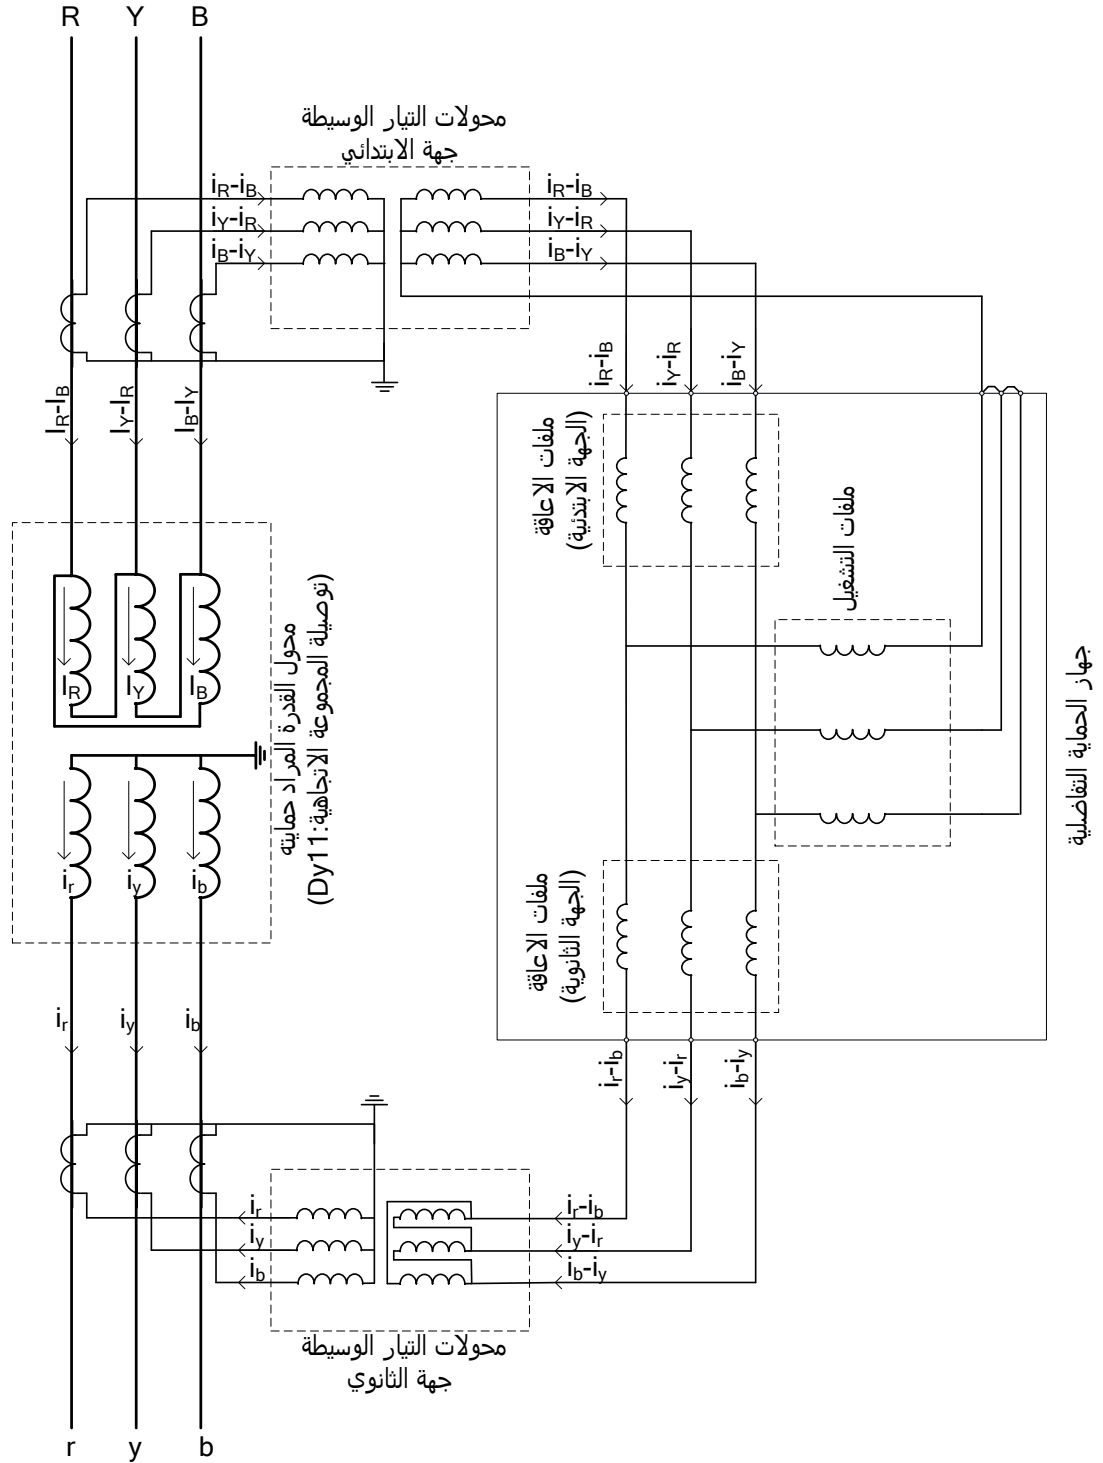 R Y B
محولات التيار الوسيطة
جهة الابتدائي
iR-iB
iY-iR
iB-iY
iR-iB
iY-iR
iB-iY
iR-iB
iY-iR
iB-iY
IR-IB
IY-IR
IB-IY
ملفات الاعاقة
(الجهة الابتدئية)
ملفات التشغيل
جهاز الحماية التفاضلية
IR
IY
IB
محول القدرة المراد حمايته
(توصيلة المجموعة الاتجاهية:Dy11)
ir
iy
ib
ملفات الاعاقة
(الجهة الثانوية)
ir
iy
ib
ir-ib
iy-ir
ib-iy
ir
iy
ib
ir-ib
iy-ir
ib-iy
محولات التيار الوسيطة
جهة الثانوي
r y b